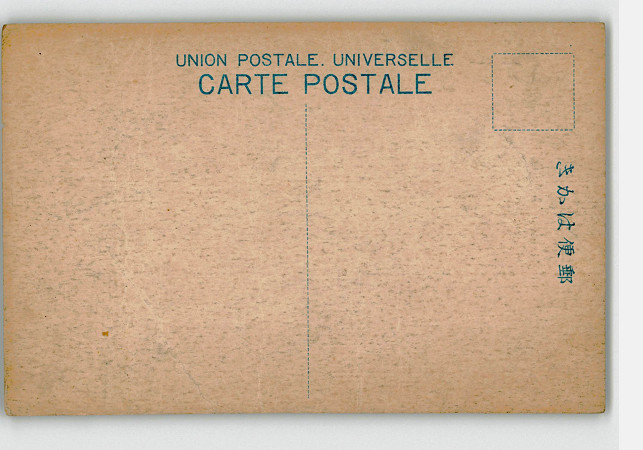 UNION POSTALE. UNIVERSELLE.
CARTE POSTALE
郵便はかき